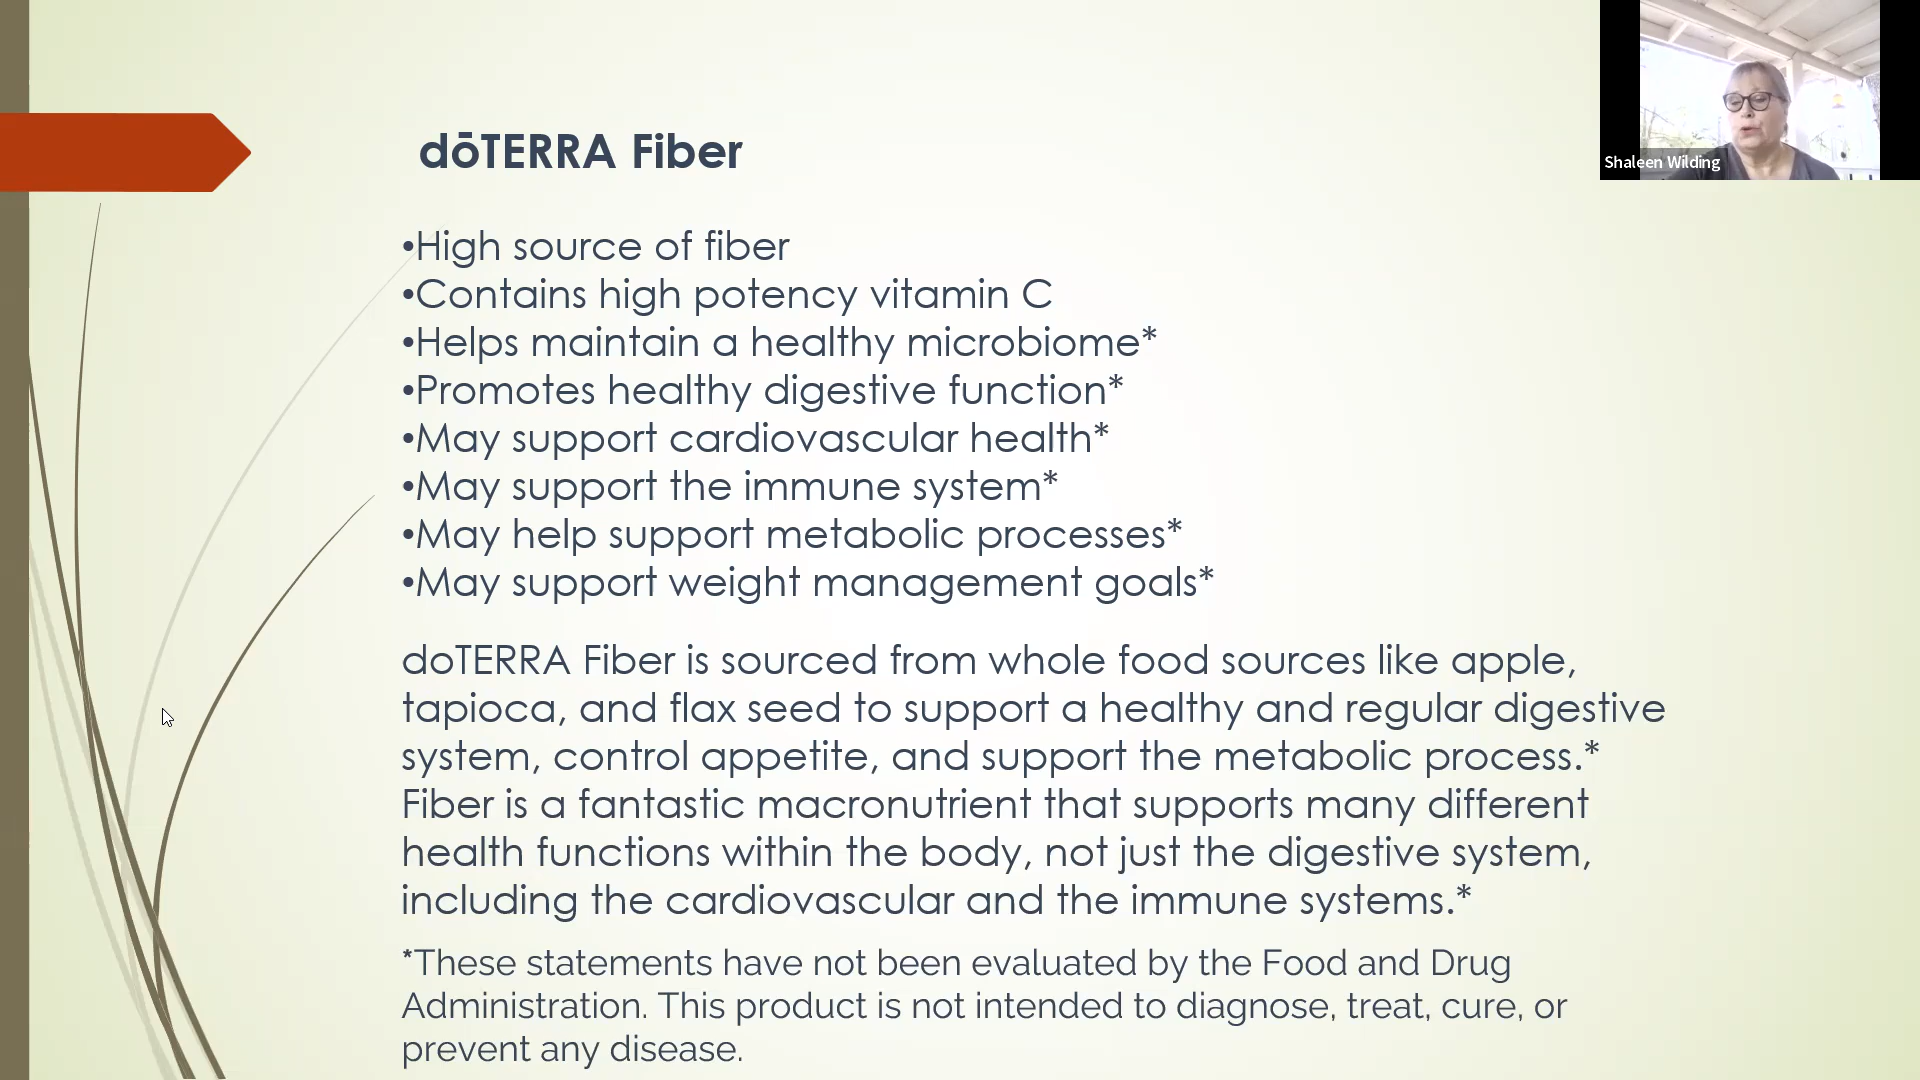 dōTERRA Fiber
Shaleen Wilding
•High source of fiber
•Contains high potency vitamin C
•Helps maintain a healthy microbiome*
•Promotes healthy digestive function*
•May support cardiovascular health*
•May support the immune system*
•May help support metabolic processes*
•May support weight management goals*
doTERRA Fiber is sourced from whole food sources like apple,
tapioca, and flax seed to support a healthy and regular digestive
system, control appetite, and support the metabolic process.*
Fiber is a fantastic macronutrient that supports many different
health functions within the body, not just the digestive system,
including the cardiovascular and the immune systems.*
*These statements have not been evaluated by the Food and Drug
Administration. This product is not intended to diagnose, treat, cure, or
prevent any disease.